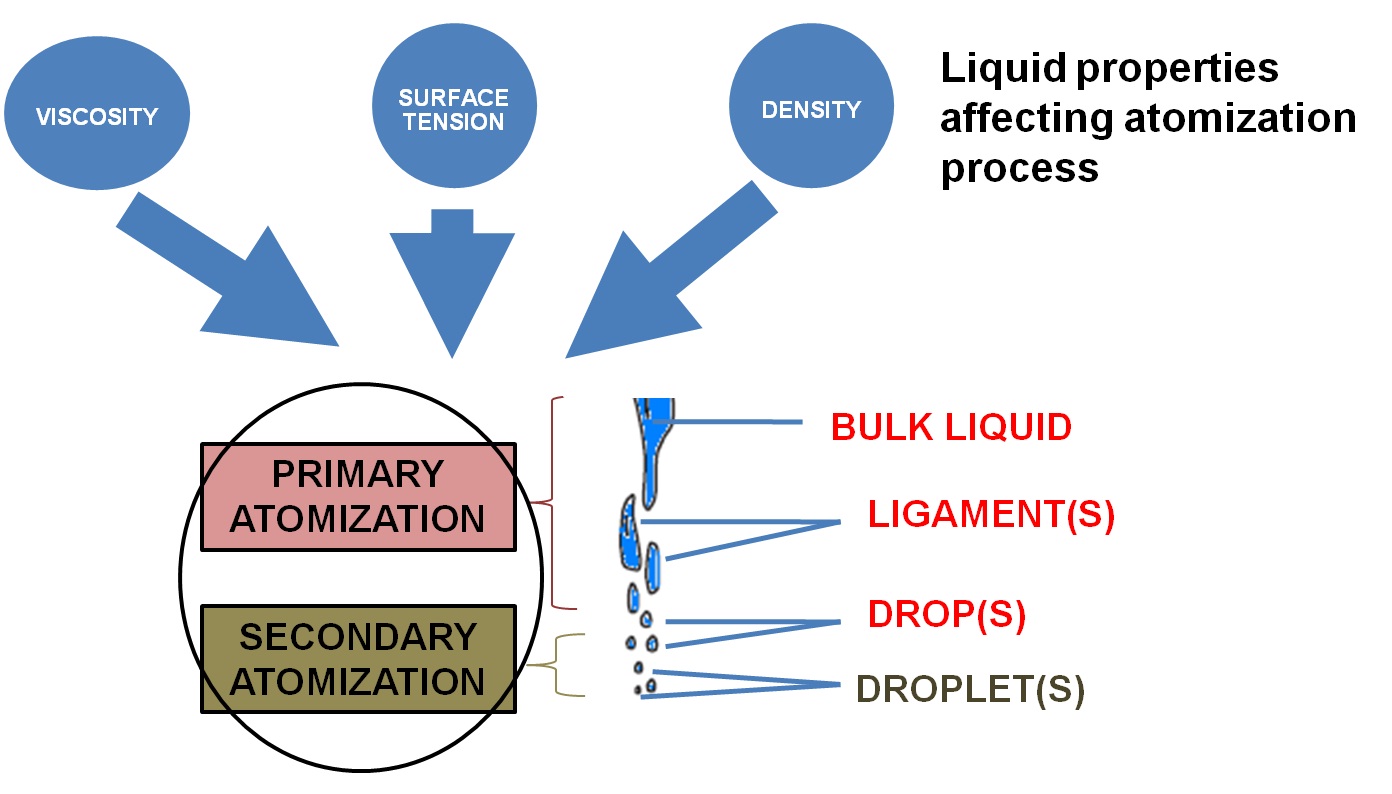 VISCOSITY
SURFACE
TENSION
DENSITY
Liquid properties
affecting atomization
process
PRIMARY
ATOMIZATION
SECONDARY
ATOMIZATION
BULK LIQUID
LIGAMENT(S)
DROP(S)
DROPLET(S)